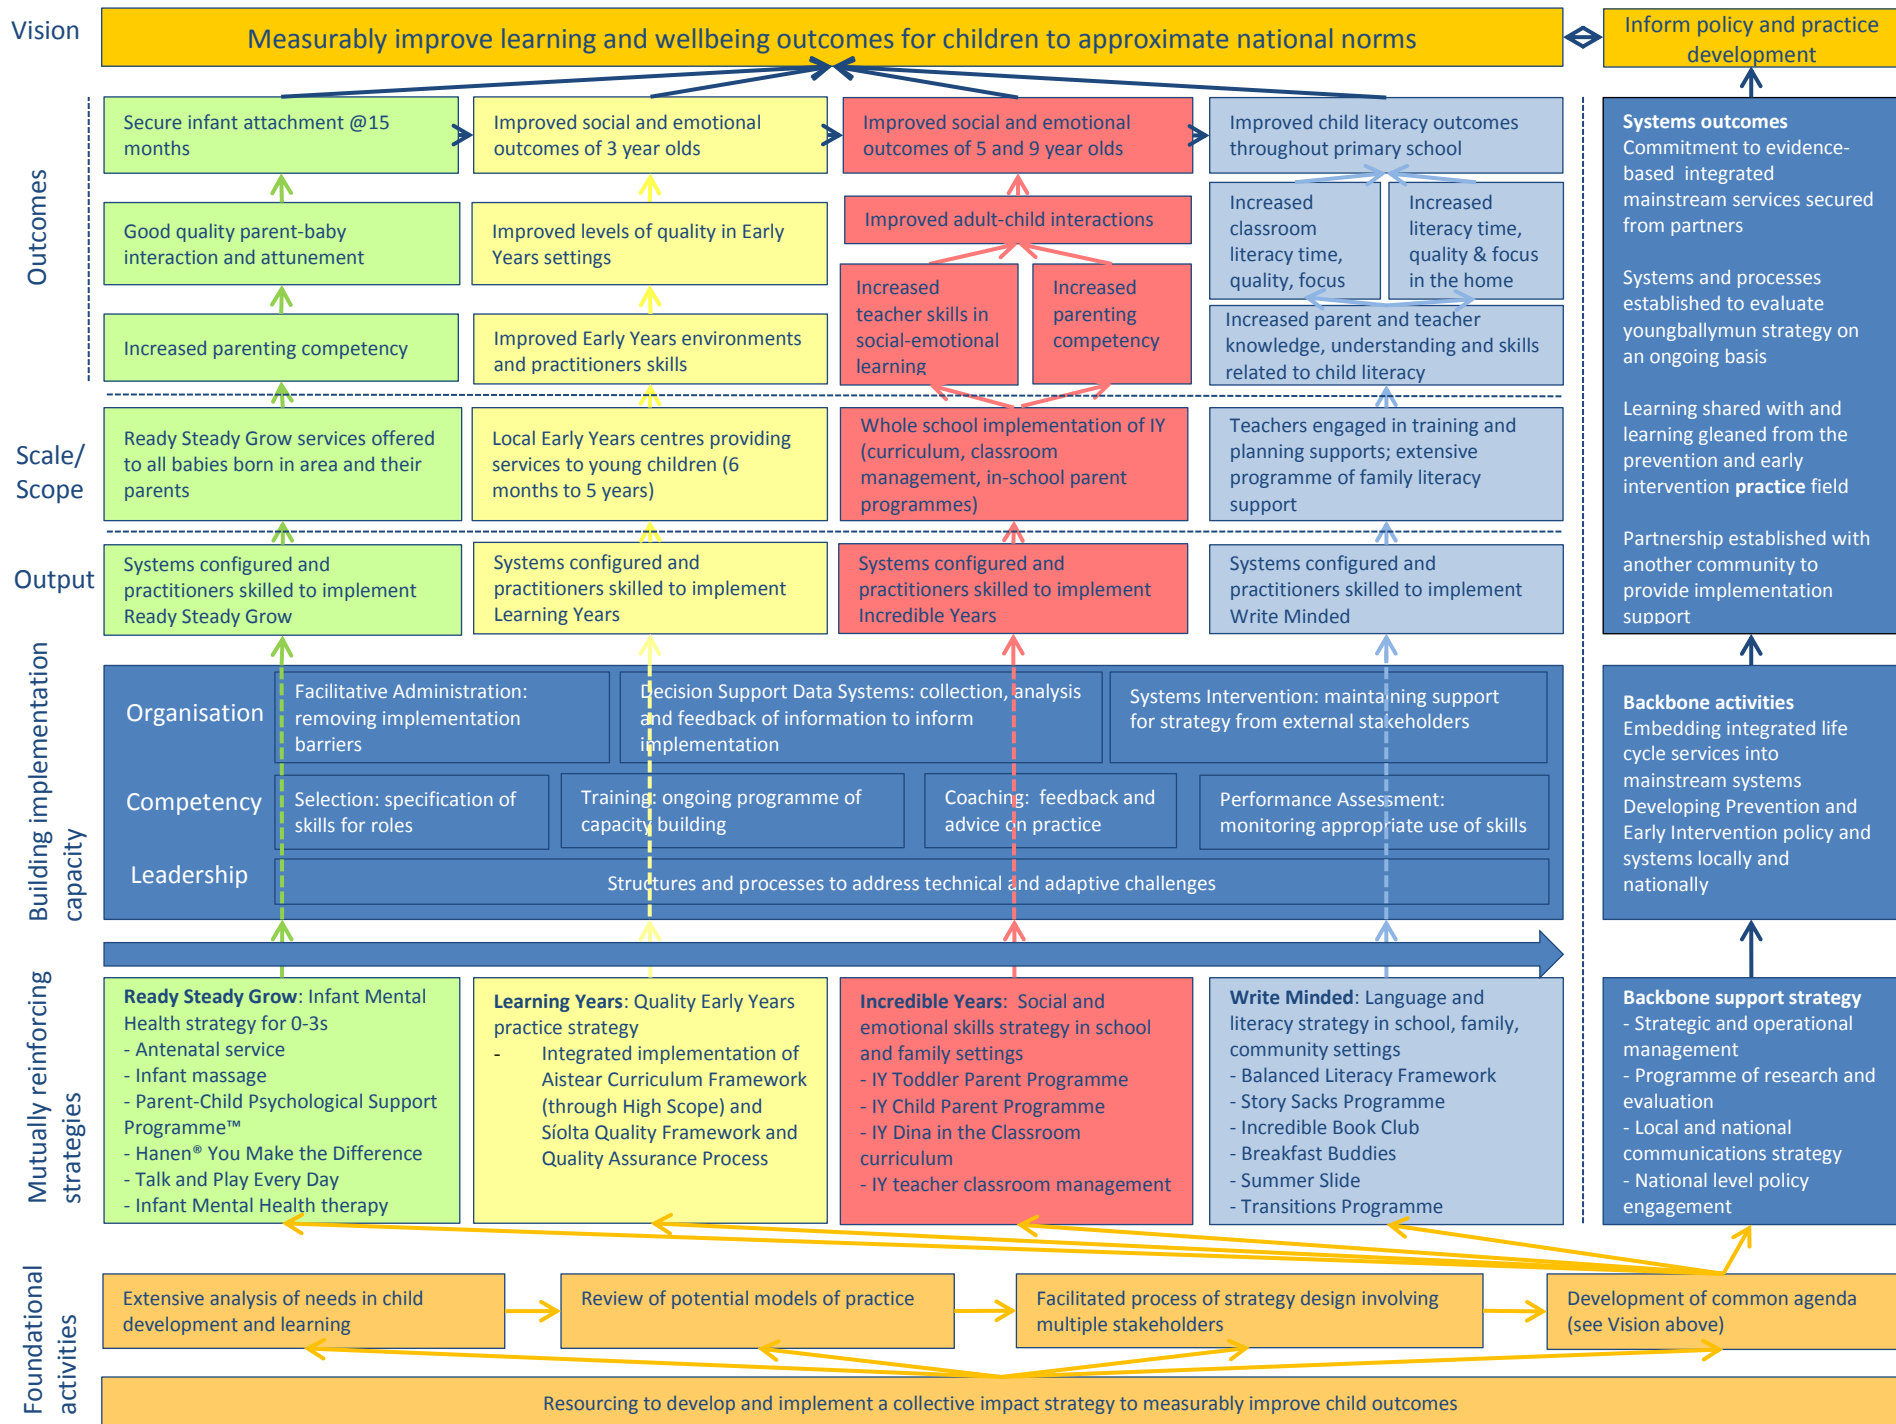 Vision
Measurably improve learning and wellbeing outcomes for children to approximate national norms
Inform policy and practice
development
Outcomes
Secure infant attachment @15
months
Improved social and emotional
outcomes of 3 year olds
Improved social and emotional
outcomes of 5 and 9 year olds
Improved child literacy outcomes
throughout primary school
Good quality parent-baby
interaction and attunement
Improved levels of quality in Early
Years settings
Improved adult-child interactions
Increased
classroom
literacy time,
quality, focus
Increased
literacy time,
quality & focus
in the home
Increased parenting competency
Improved Early Years environments
and practitioners skills
Increased
teacher skills in
social-emotional
learning
Increased
parenting
competency
Increased parent and teacher
knowledge, understanding and skills
related to child literacy
Systems outcomes
Commitment to evidence-
based integrated
mainstream services secured
from partners
Systems and processes
established to evaluate
youngballymun strategy on
an ongoing basis
Learning shared with and
learning gleaned from the
prevention and early
intervention practice field
Partnership established with
another community to
provide implementation
support
Scale/
Scope
Ready Steady Grow services offered
to all babies born in area and their
parents
Local Early Years centres providing
services to young children (6
months to 5 years)
Whole school implementation of IY
(curriculum, classroom
management, in-school parent
programmes)
Teachers engaged in training and
planning supports; extensive
programme of family literacy
support
Output
Systems configured and
practitioners skilled to implement
Ready Steady Grow
Systems configured and
practitioners skilled to implement
Learning Years
Systems configured and
practitioners skilled to implement
Incredible Years
Systems configured and
practitioners skilled to implement
Write Minded
Building implementation
capacity
Organisation
Facilitative Administration:
removing implementation
barriers
Decision Support Data Systems: collection, analysis
and feedback of information to inform
implementation
Systems Intervention: maintaining support
for strategy from external stakeholders
Competency
Selection: specification of
skills for roles
Training: ongoing programme of
capacity building
Coaching: feedback and
advice on practice
Performance Assessment:
monitoring appropriate use of skills
Leadership
Structures and processes to address technical and adaptive challenges
Backbone activities
Embedding integrated life
cycle services into
mainstream systems
Developing Prevention and
Early Intervention policy and
systems locally and
nationally
Mutually reinforcing
strategies
Ready Steady Grow: Infant Mental
Health strategy for 0-3s
- Antenatal service
- Infant massage
- Parent-Child Psychological Support
Programme™
- Hanen® You Make the Difference
- Talk and Play Every Day
- Infant Mental Health therapy
Learning Years: Quality Early Years
practice strategy
- Integrated implementation of
Aistear Curriculum Framework
(through High Scope) and
Síolta Quality Framework and
Quality Assurance Process
Incredible Years: Social and
emotional skills strategy in school
and family settings
- IY Toddler Parent Programme
- IY Child Parent Programme
- IY Dina in the Classroom
curriculum
- IY teacher classroom management
Write Minded: Language and
literacy strategy in school, family,
community settings
- Balanced Literacy Framework
- Story Sacks Programme
- Incredible Book Club
- Breakfast Buddies
- Summer Slide
- Transitions Programme
Backbone support strategy
- Strategic and operational
management
- Programme of research and
evaluation
- Local and national
communications strategy
- National level policy
engagement
Foundational
activities
Extensive analysis of needs in child
development and learning
Review of potential models of practice
Facilitated process of strategy design involving
multiple stakeholders
Development of common agenda
(see Vision above)
Resourcing to develop and implement a collective impact strategy to measurably improve child outcomes